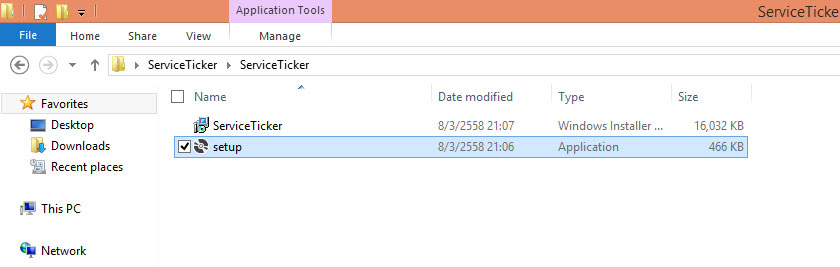 Application Tools ServiceTicke
File Home Share View Manage
ServiceTicker ServiceTicker
Favorites Name Date modified Type Size
Desktop ServiceTicker 8/3/2558 21:07 Windows Installer ... 16,032 KB
Downloads setup 8/3/2558 21:06 Application 466 KB
Recent places
This PC
Network